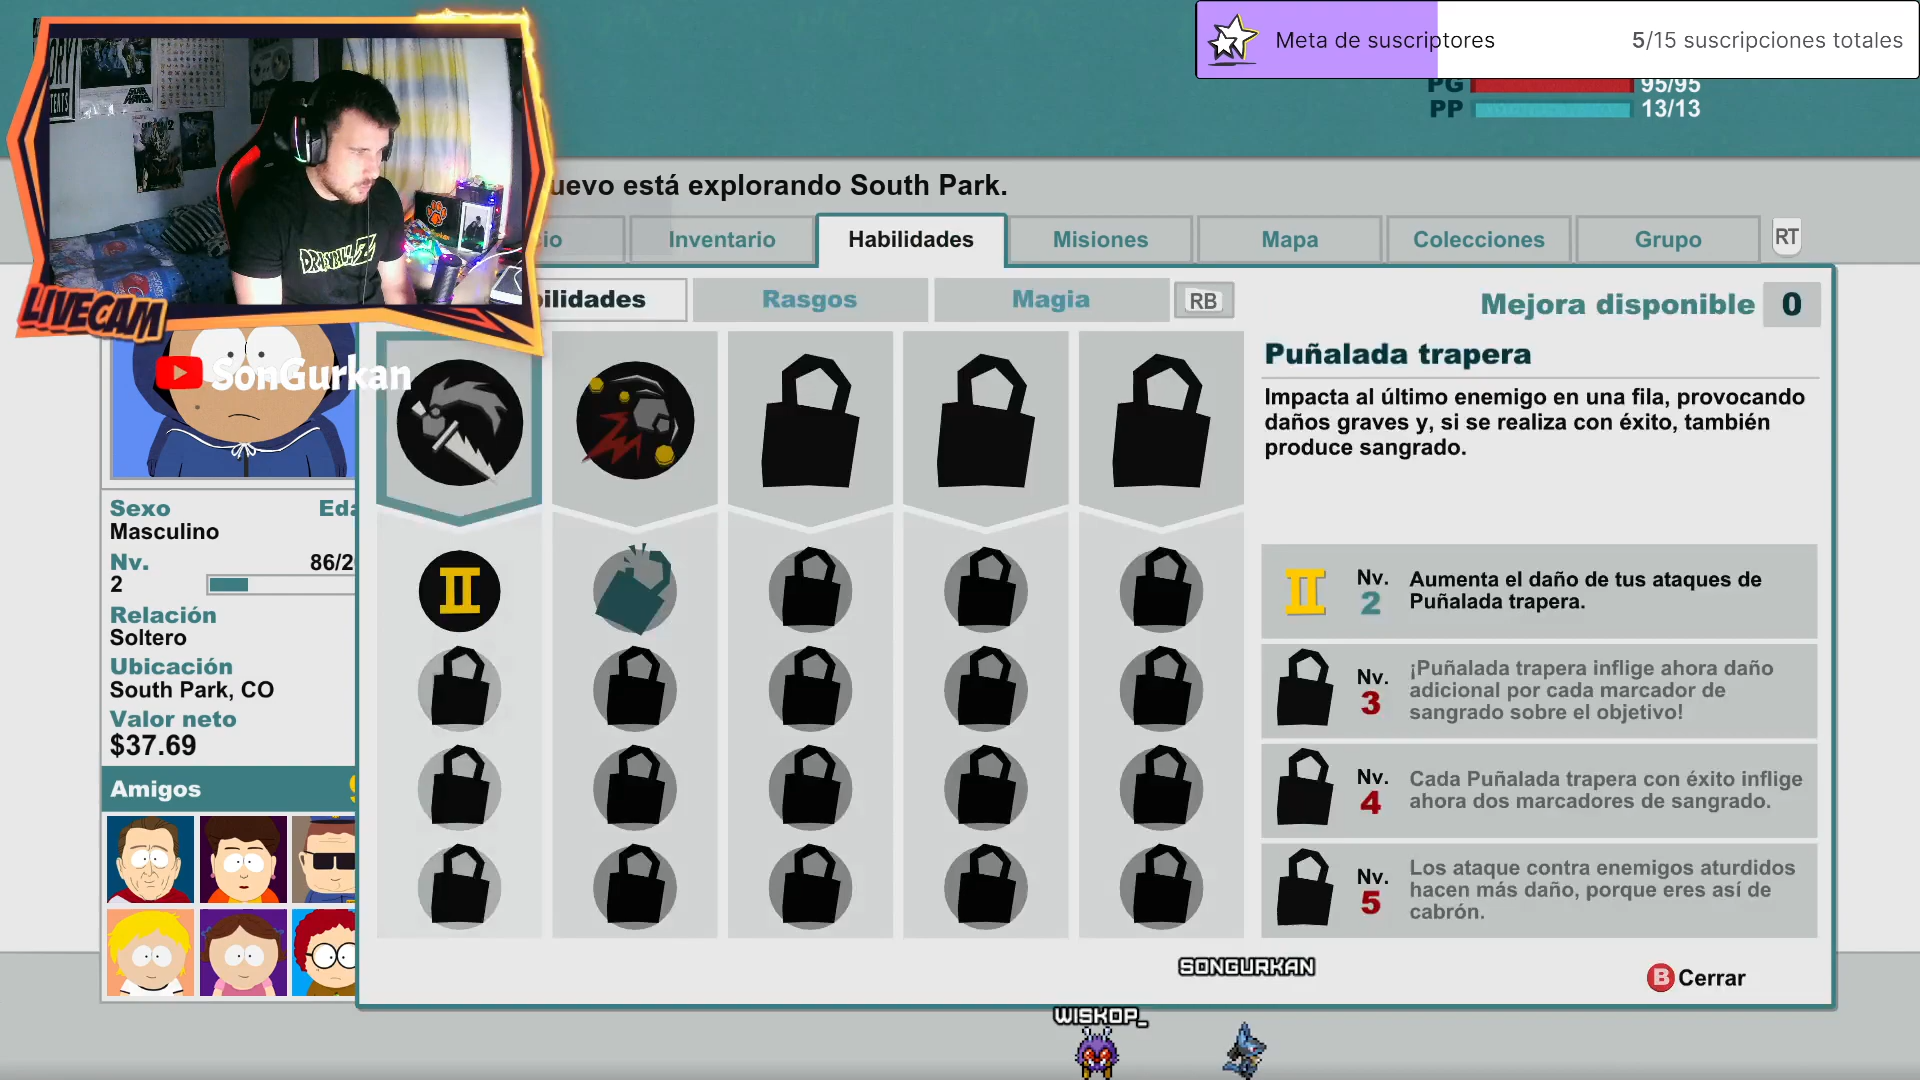 Meta de suscriptores
5/15 suscripciones totales
PG 95/95
PP 13/13
uevo está explorando South Park.
io
Inventario
Habilidades
Misiones
Mapa
Colecciones
Grupo
RT
bilidades
Rasgos
Magia
RB
Mejora disponible 0
LIVECAM
SonGurkan
Puñalada trapera
Impacta al último enemigo en una fila, provocando
daños graves y, si se realiza con éxito, también
produce sangrado.
Sexo
Eda
Masculino
Nv.
86/2
2
Relación
Soltero
Ubicación
South Park, CO
Valor neto
$37.69
Amigos
II
II
Nv.
2
Aumenta el daño de tus ataques de
Puñalada trapera.
Nv.
3
¡Puñalada trapera inflige ahora daño
adicional por cada marcador de
sangrado sobre el objetivo!
Nv.
4
Cada Puñalada trapera con éxito inflige
ahora dos marcadores de sangrado.
Nv.
5
Los ataque contra enemigos aturdidos
hacen más daño, porque eres así de
cabrón.
SONGURKAN
B Cerrar
WISKOP_